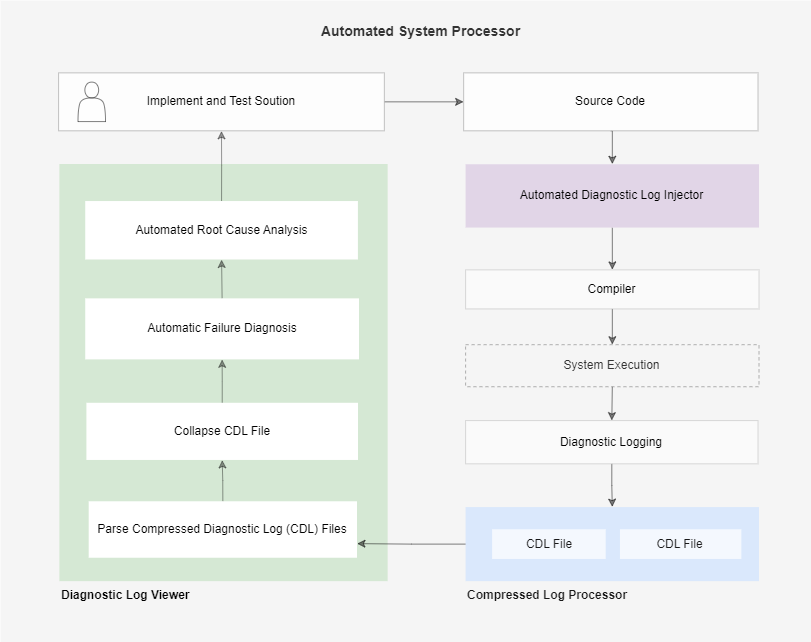 Automated System Processor
Implement and Test Soution
Source Code
Automated Diagnostic Log Injector
Automated Root Cause Analysis
Compiler
Automatic Failure Diagnosis
System Execution
Collapse CDL File
Diagnostic Logging
Parse Compressed Diagnostic Log (CDL) Files
CDL File
CDL File
Diagnostic Log Viewer
Compressed Log Processor